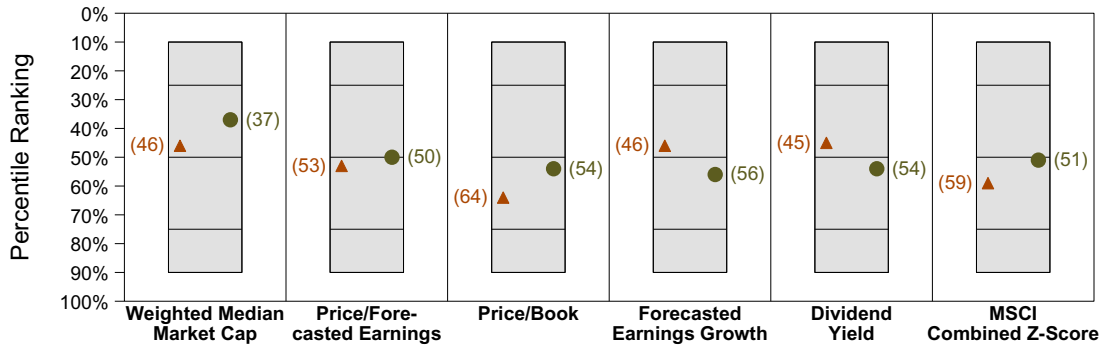 Percentile Ranking
0%
10%
20%
30%
40%
50%
60%
70%
80%
90%
100%
(46)
(37)
(53)
(50)
(64)
(54)
(46)
(56)
(45)
(54)
(59)
(51)
Weighted Median
Market Cap
Price/Fore-
casted Earnings
Price/Book
Forecasted
Earnings Growth
Dividend
Yield
MSCI
Combined Z-Score